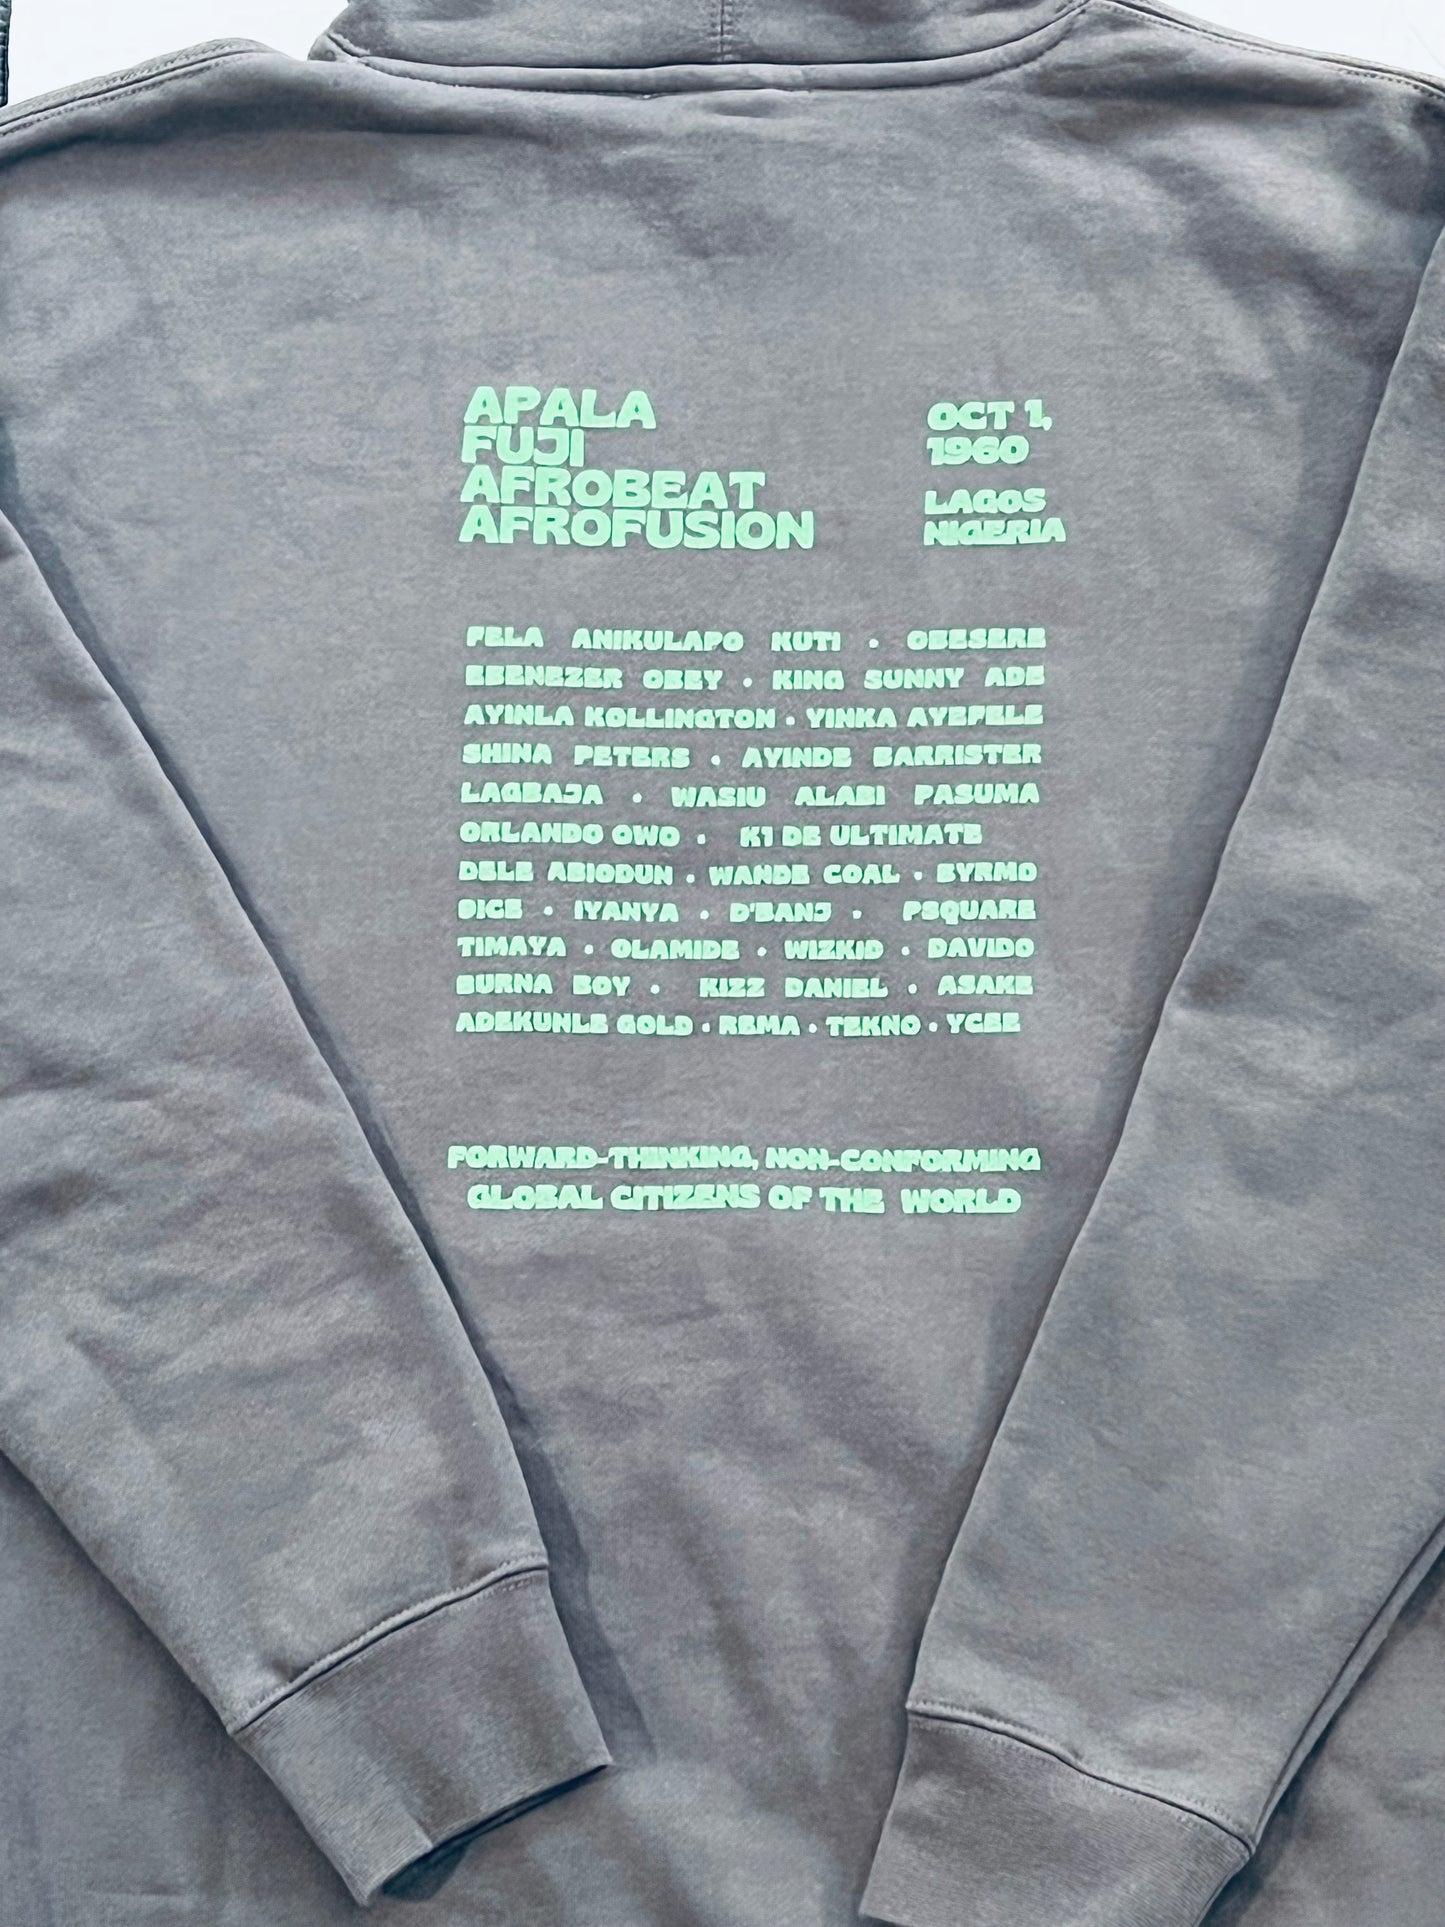 APALA
FUJI
AFROBEAT
AFROFUSION
OCT 1,
1960
LAGOS
NIGERIA
FELA ANIKULAPO KUTI • OBESERE
EBENEZER OBEY • KING SUNNY ADE
AYINLA KOLLINGTON • YINKA AYEFELE
SHINA PETERS • AYINDE BARRISTER
LAGBAJA • WASIU ALABI PASUMA
ORLANDO OWO • K1 DE ULTIMATE
DELE ABIODUN • WANDE COAL • BYRMO
DICE • IYANYA • D'BANJ • PSQUARE
TIMAYA • OLAMIDE • WIZKID • DAVIDO
BURNA BOY • KIZZ DANIEL • ASAKE
ADEKUNLE GOLD • REMA • TEKNO • YCEE
FORWARD-THINKING, NON-CONFORMING
GLOBAL CITIZENS OF THE WORLD